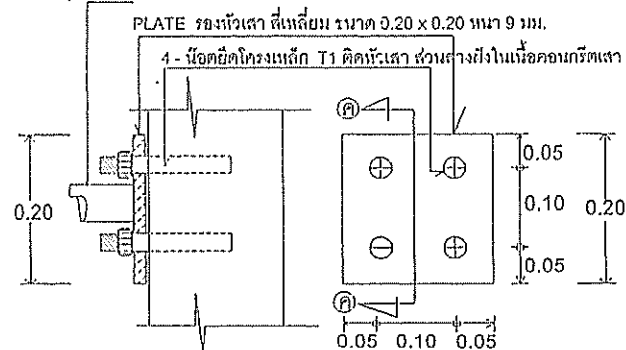 PLATE รองหัวเสา สี่เหลี่ยม ขนาด 0.20 x 0.20 หนา 9 มม.
4 - น๊อตยึดโครงเหล็ก T1 ติดหัวเสา ส่วนล่างฝังในเนื้อคอนกรีตเสา
ค
0.05
0.20
0.10
0.20
0.05
ค
0.05 0.10 0.05